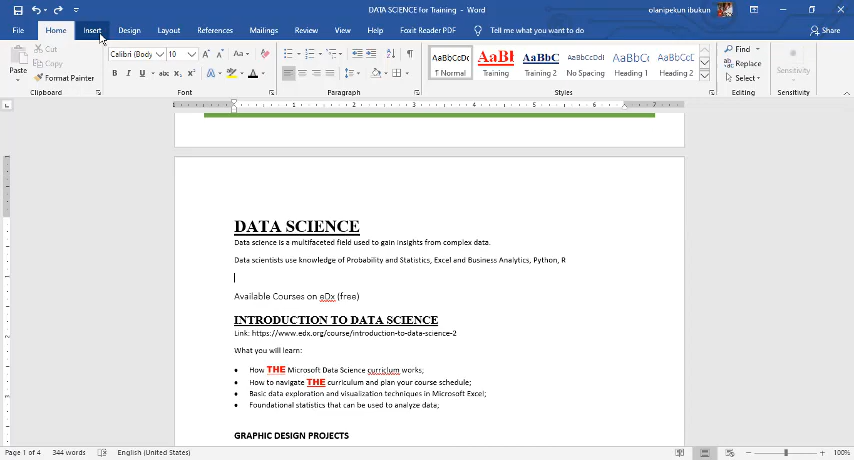 DATA SCIENCE for Training - Word
olanipekun ibukun
File Home Insert Design Layout References Mailings Review View Help Foxit Reader PDF Tell me what you want to do Share
Paste
Cut
Copy
Format Painter
Clipboard
Calibri (Body) 10
Font
Paragraph
AaBbCcDc AaBl AaBbC AaBbCcDdl AaBbCc AaBbCcC
¶ Normal Training Training 2 No Spacing Heading 1 Heading 2
Styles
Find
Replace
Select
Editing
Sensitivity
Sensitivity
DATA SCIENCE
Data science is a multifaceted field used to gain insights from complex data.
Data scientists use knowledge of Probability and Statistics, Excel and Business Analytics, Python, R
Available Courses on eDx (free)
INTRODUCTION TO DATA SCIENCE
Link: https://www.edx.org/course/introduction-to-data-science-2
What you will learn:
• How THE Microsoft Data Science curriclum works;
• How to navigate THE curriculum and plan your course schedule;
• Basic data exploration and visualization techniques in Microsoft Excel;
• Foundational statistics that can be used to analyze data;
GRAPHIC DESIGN PROJECTS
Page 1 of 4 344 words English (United States) 100%